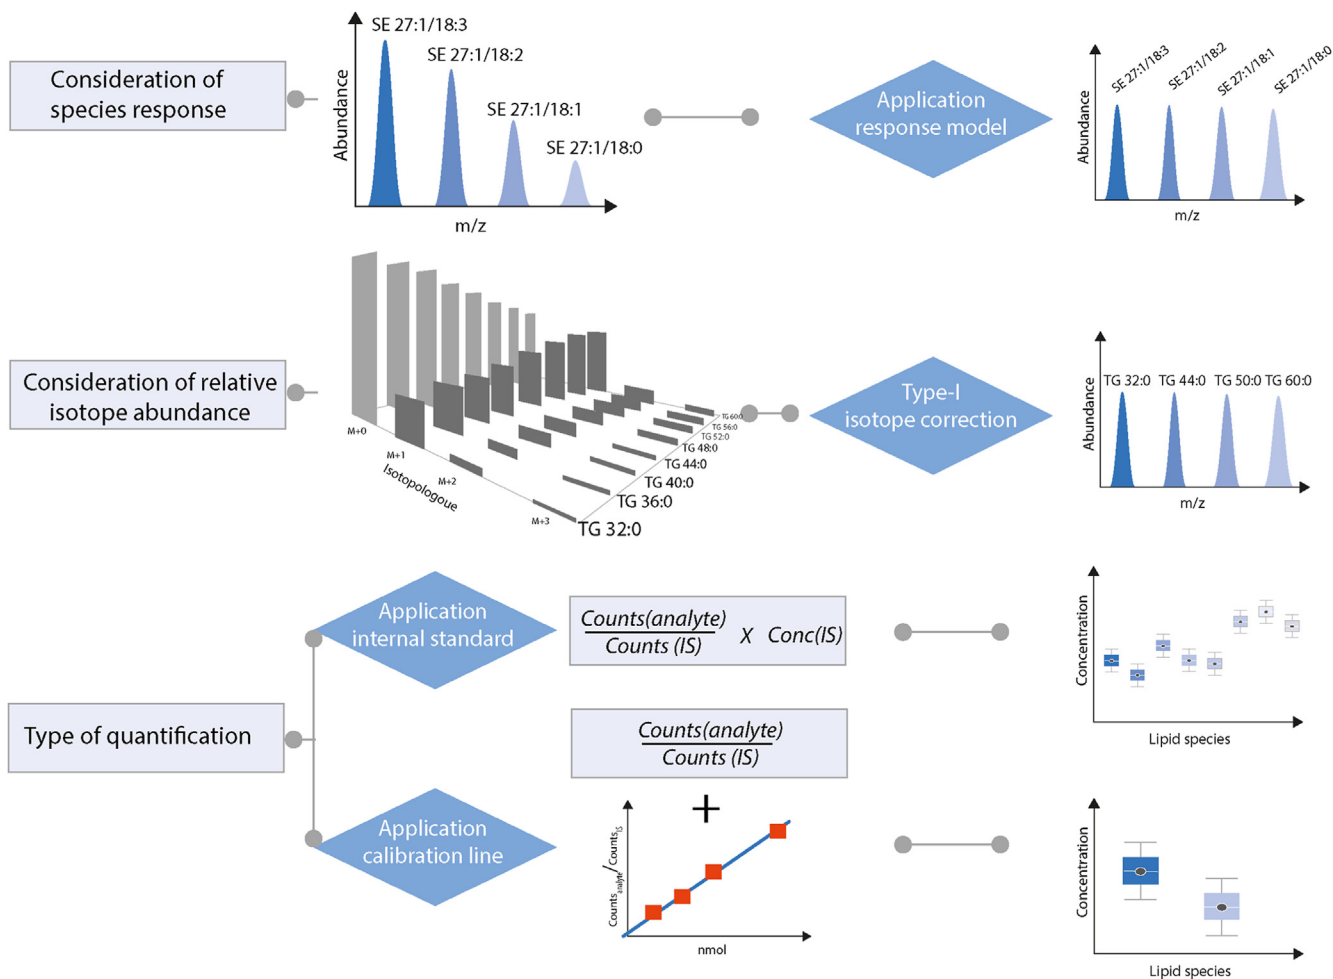 Consideration of
species response
Abundance
SE 27:1/18:3
SE 27:1/18:2
SE 27:1/18:1
SE 27:1/18:0
m/z
Application
response model
Abundance
SE 27:1/18:3
SE 27:1/18:2
SE 27:1/18:1
SE 27:1/18:0
m/z
Consideration of relative
isotope abundance
M+0
M+1
M+2
M+3
Isotopologue
TG 60:0
TG 56:0
TG 52:0
TG 48:0
TG 44:0
TG 40:0
TG 36:0
TG 32:0
Type-I
isotope correction
Abundance
TG 32:0 TG 44:0 TG 50:0 TG 60:0
m/z
Type of quantification
Application
internal standard
Counts(analyte)
Counts (IS)
X Conc(IS)
Concentration
Lipid species
Application
calibration line
Counts(analyte)
Counts (IS)
+
Counts analyte / Counts IS
nmol
Concentration
Lipid species